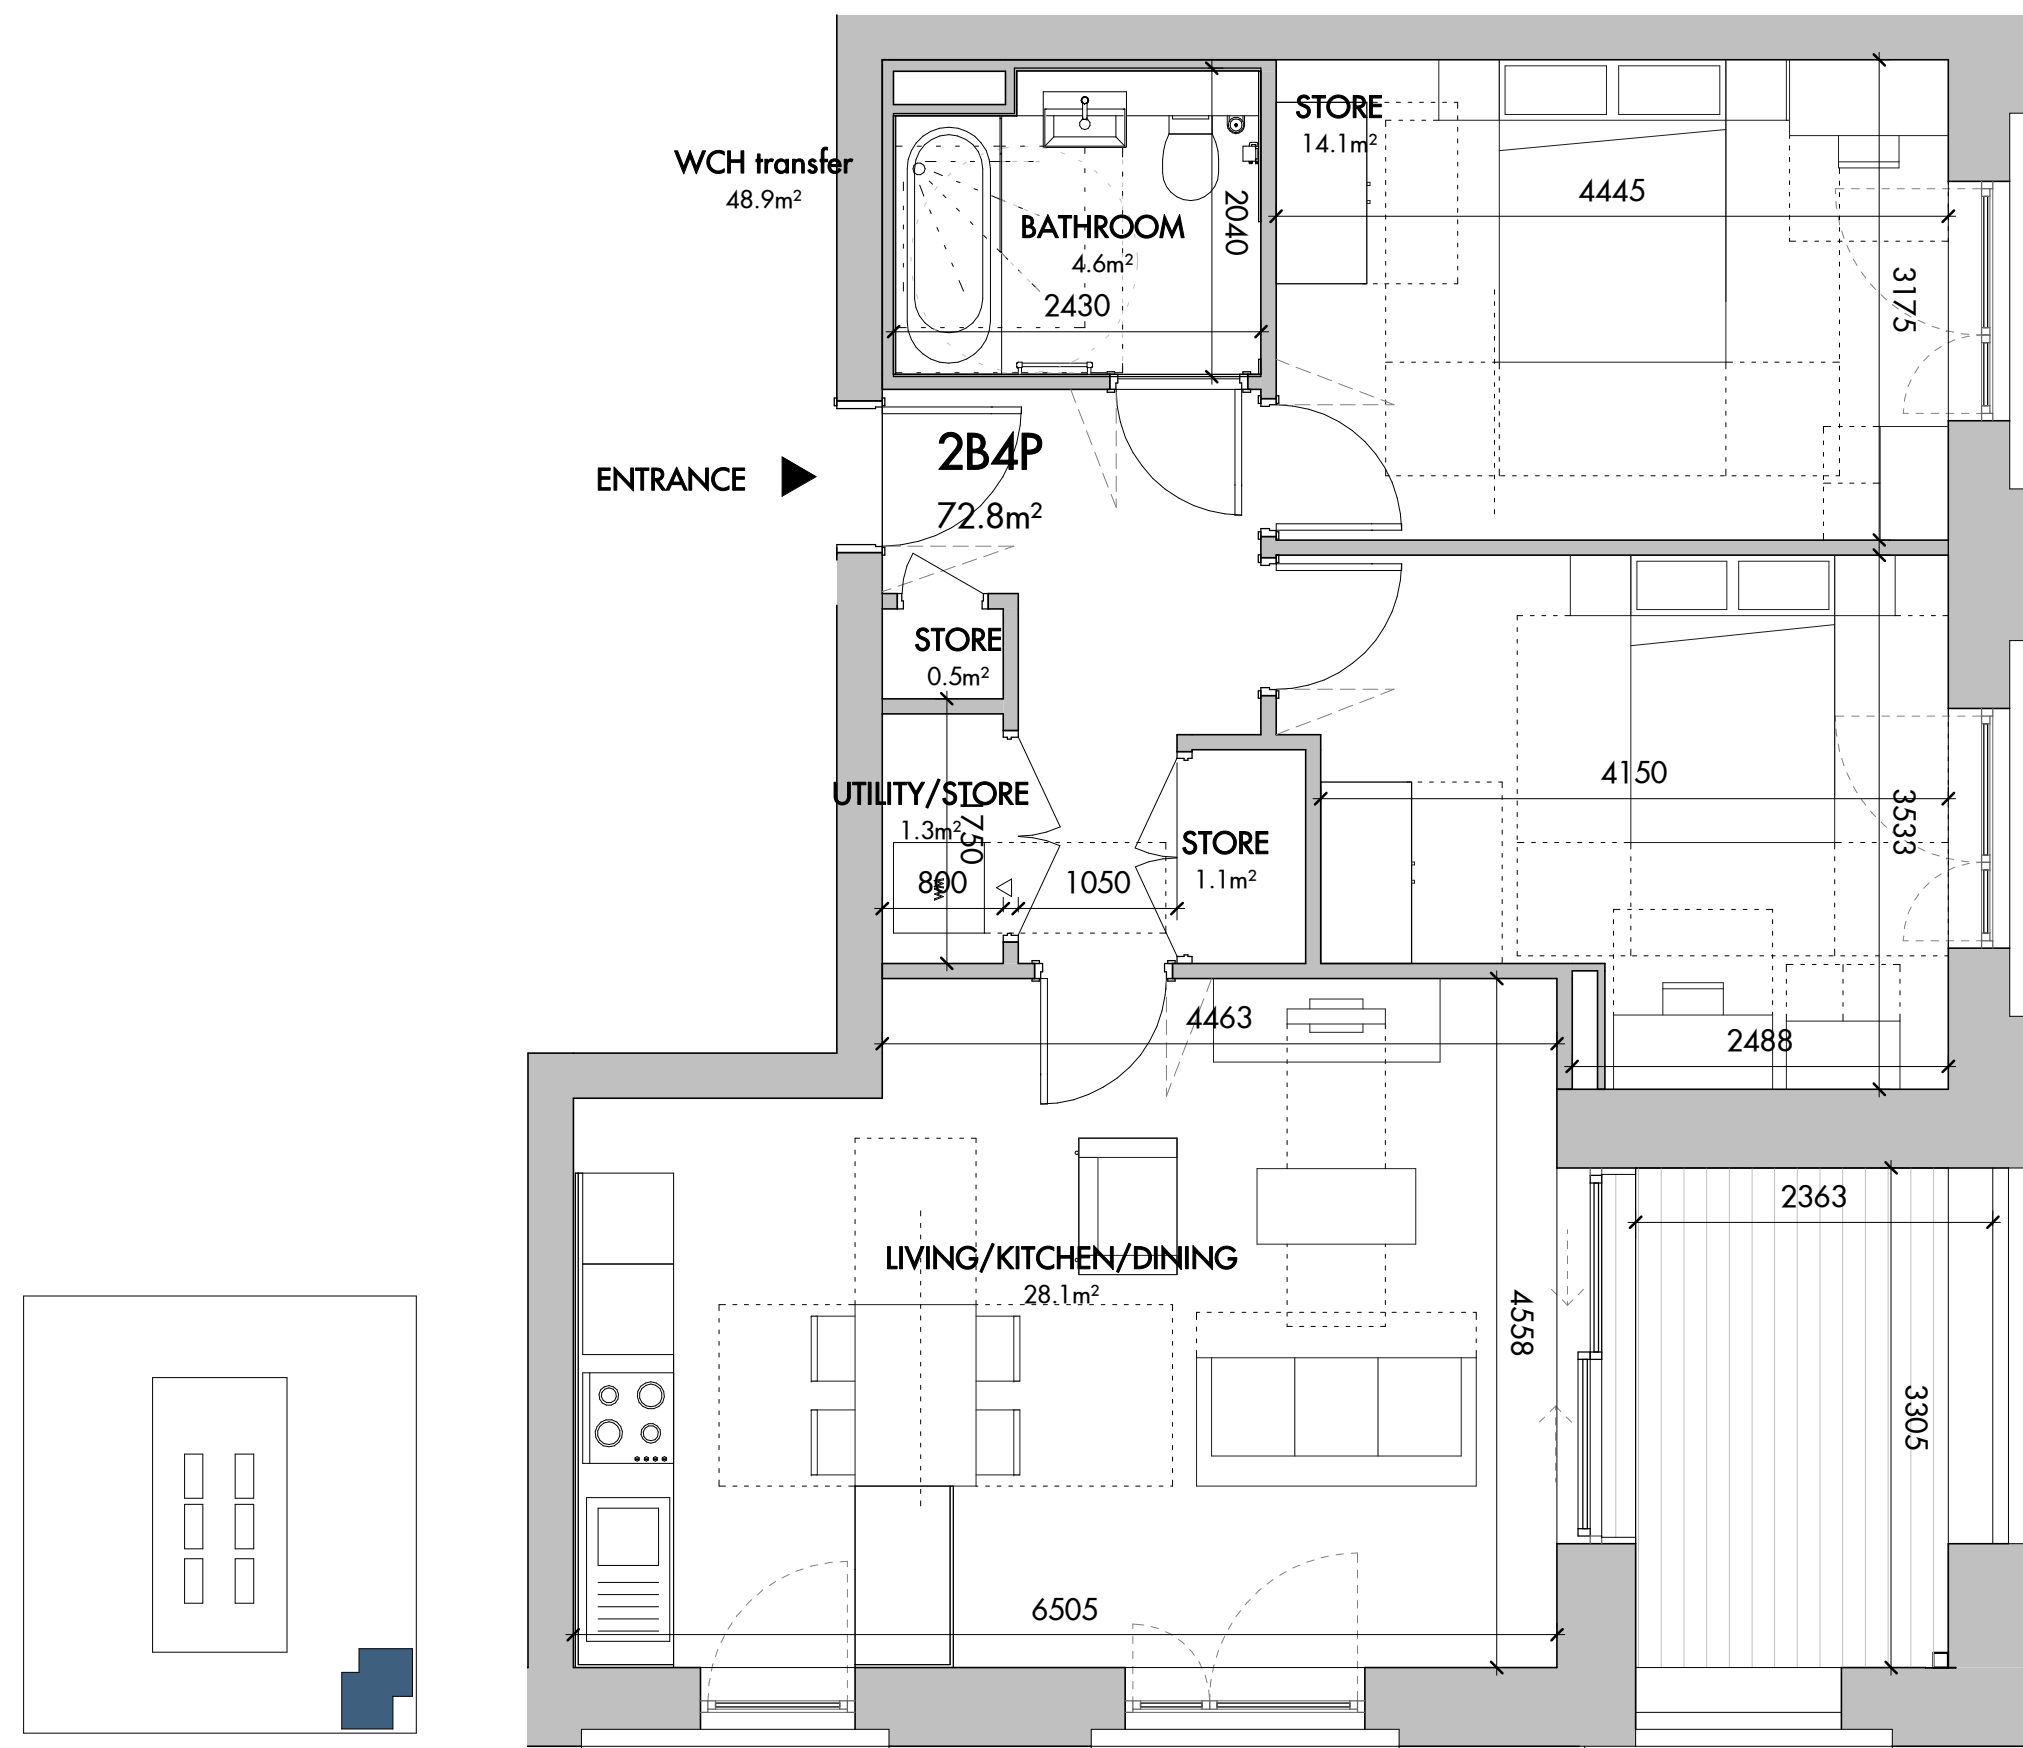 STORE
14.1m²
WCH transfer
48.9m²
4445
BATHROOM
4.6m²
2040
2430
3175
2B4P
72.8m²
ENTRANCE
STORE
0.5m²
UTILITY/STORE
1.3m²
1750
800
WM
1050
STORE
1.1m²
4150
3533
4463
2488
2363
LIVING/KITCHEN/DINING
28.1m²
4558
3305
6505